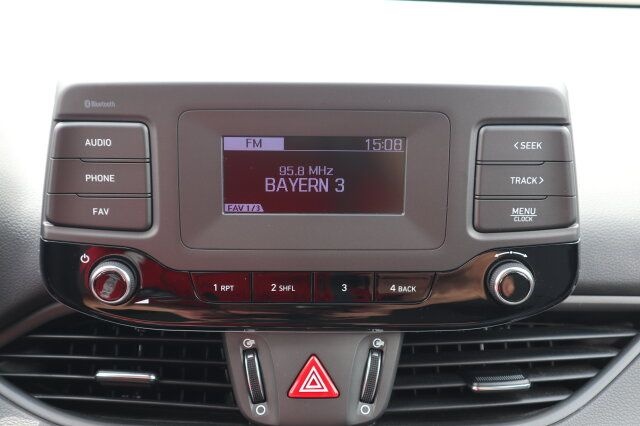 Bluetooth
AUDIO
PHONE
FAV
FM 15:08
95.8 MHz
BAYERN 3
FAV 1/3
< SEEK
TRACK >
MENU
CLOCK
1 RPT
2 SHFL
3
4 BACK